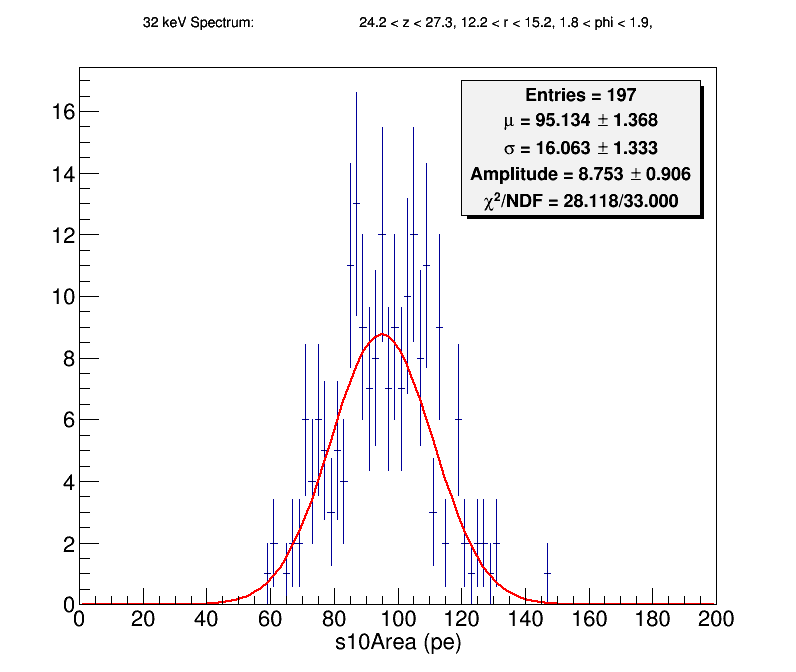 32 keV Spectrum: 24.2 < z < 27.3, 12.2 < r < 15.2, 1.8 < phi < 1.9,
Entries = 197
μ = 95.134 ± 1.368
σ = 16.063 ± 1.333
Amplitude = 8.753 ± 0.906
χ²/NDF = 28.118/33.000
16
14
12
10
8
6
4
2
0
0 20 40 60 80 100 120 140 160 180 200
s10Area (pe)